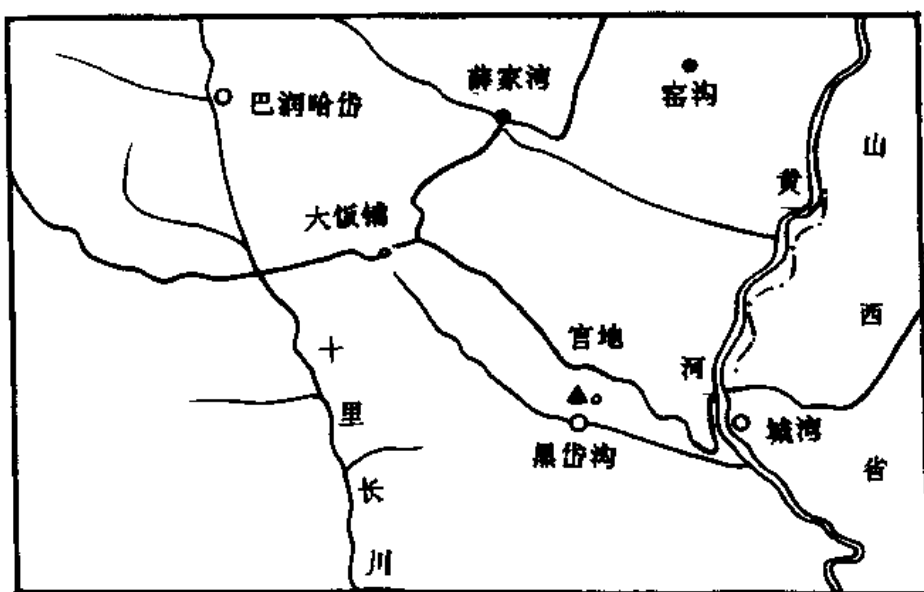 薛家湾
窑沟
巴润哈岱
山
黄
大饭铺
西
官地
十
河
里
城湾
黑岱沟
省
长
川